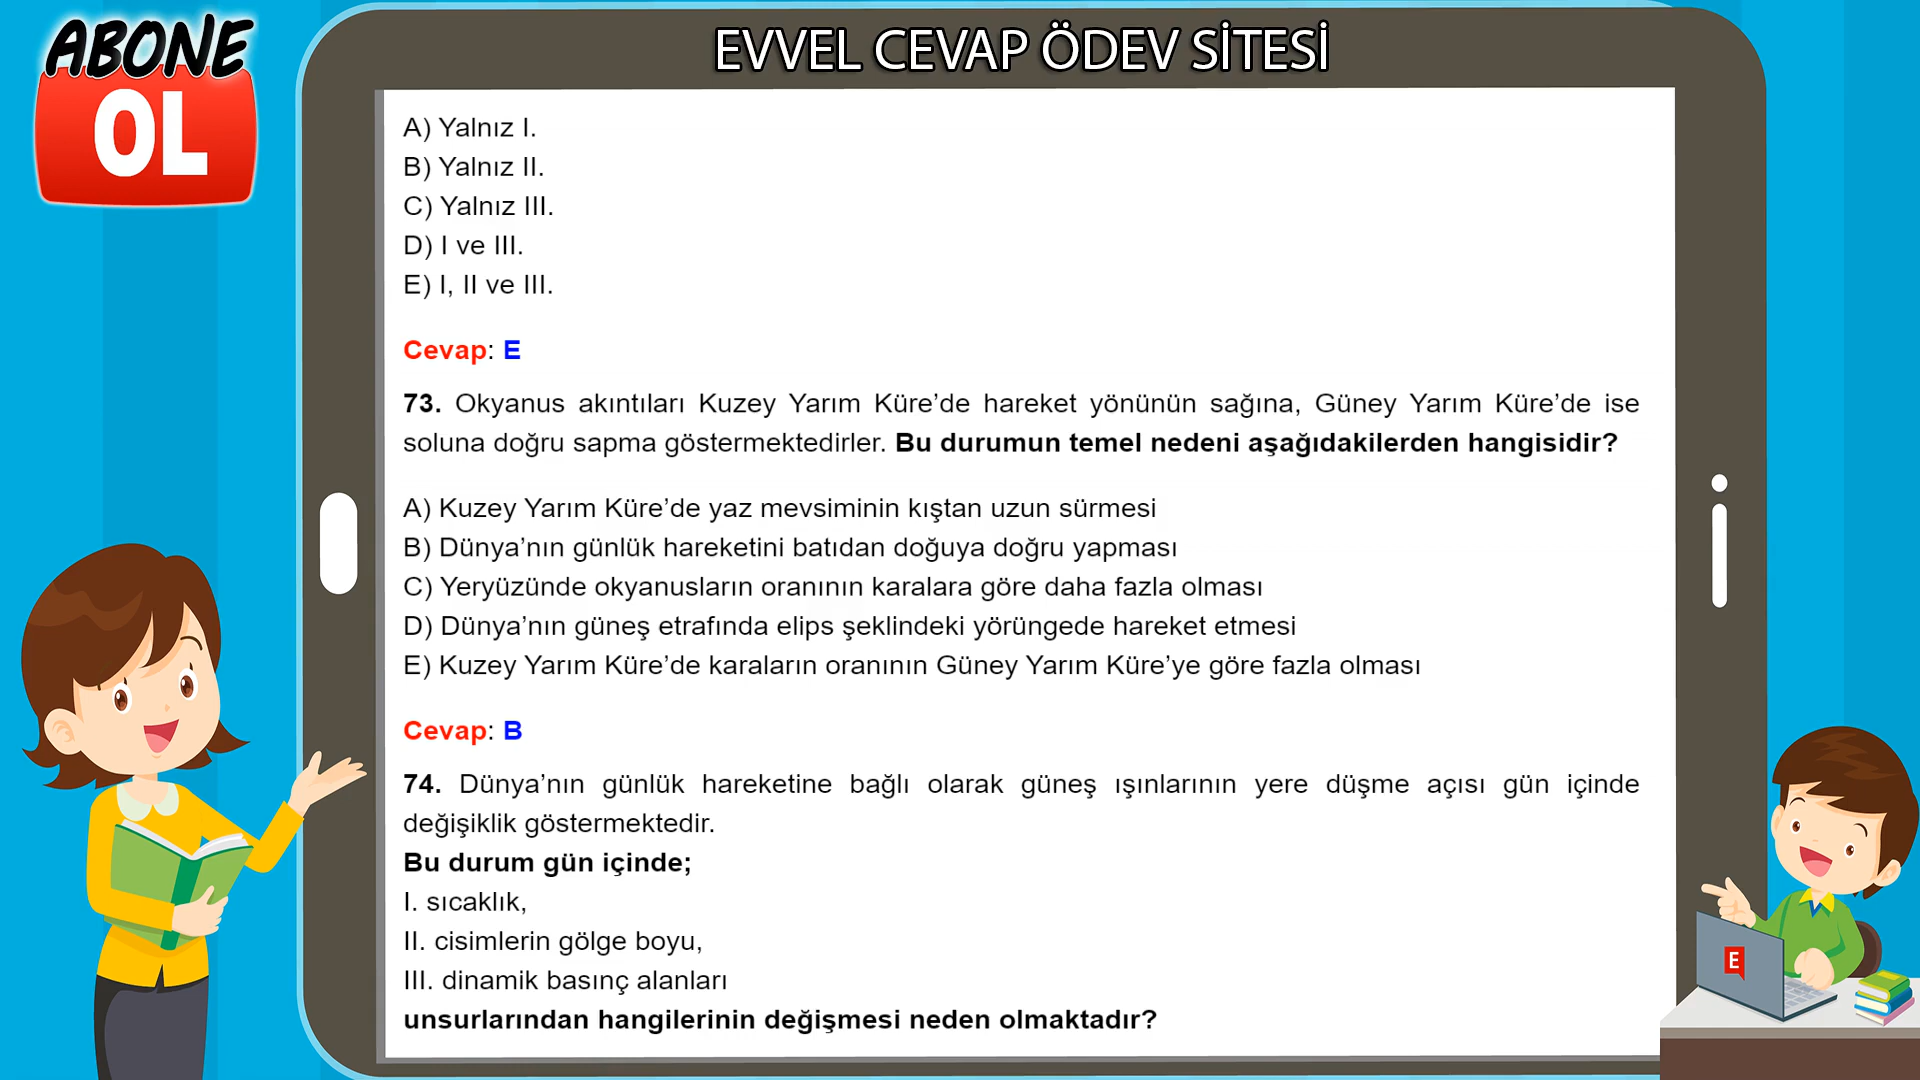 ABONE
OL
EVVEL CEVAP ÖDEV SİTESİ
A) Yalnız I.
B) Yalnız II.
C) Yalnız III.
D) I ve III.
E) I, II ve III.
Cevap: E
73. Okyanus akıntıları Kuzey Yarım Küre’de hareket yönünün sağına, Güney Yarım Küre’de ise
soluna doğru sapma göstermektedirler. Bu durumun temel nedeni aşağıdakilerden hangisidir?
A) Kuzey Yarım Küre’de yaz mevsiminin kıştan uzun sürmesi
B) Dünya’nın günlük hareketini batıdan doğuya doğru yapması
C) Yeryüzünde okyanusların oranının karalara göre daha fazla olması
D) Dünya’nın güneş etrafında elips şeklindeki yörüngede hareket etmesi
E) Kuzey Yarım Küre’de karaların oranının Güney Yarım Küre’ye göre fazla olması
Cevap: B
74. Dünya’nın günlük hareketine bağlı olarak güneş ışınlarının yere düşme açısı gün içinde
değişiklik göstermektedir.
Bu durum gün içinde;
I. sıcaklık,
II. cisimlerin gölge boyu,
III. dinamik basınç alanları
unsurlarından hangilerinin değişmesi neden olmaktadır?
E